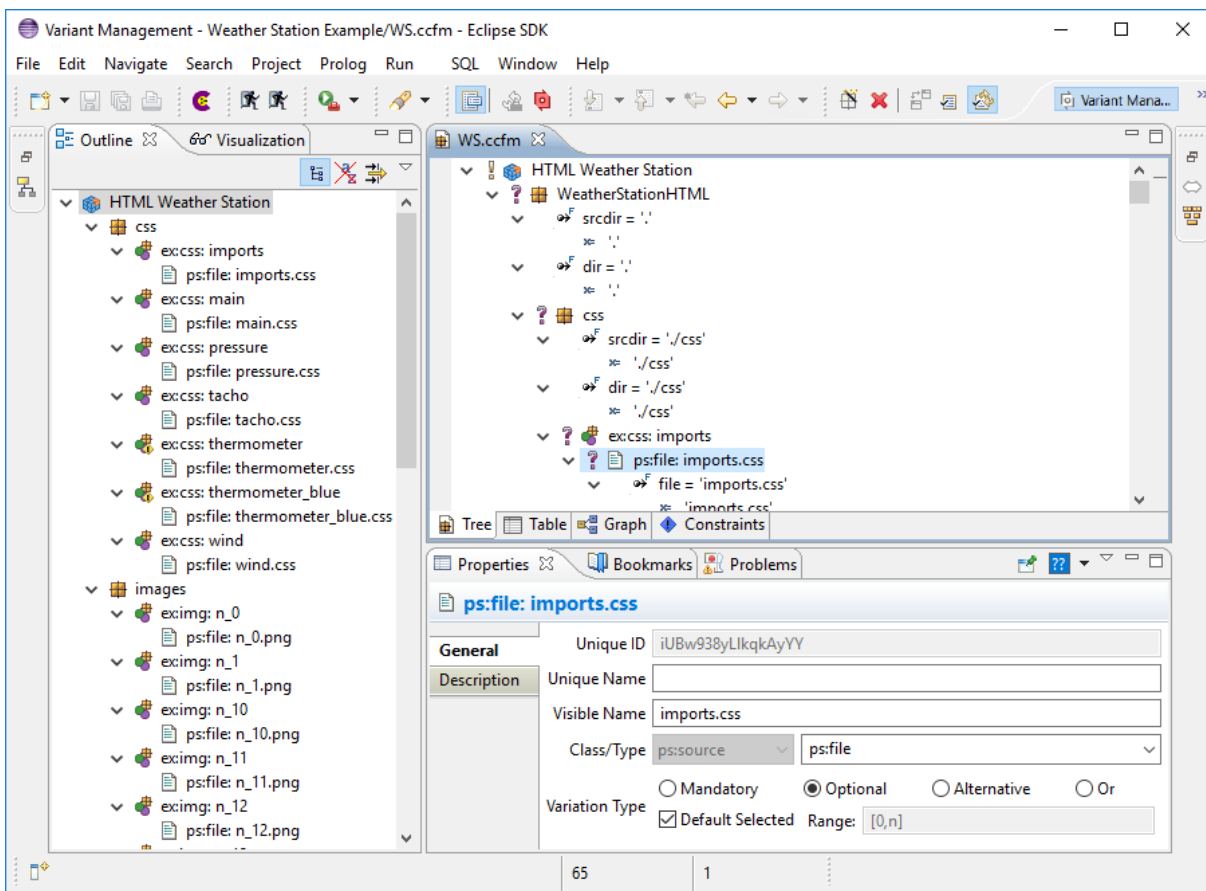 Variant Management - Weather Station Example/WS.ccfm - Eclipse SDK
File Edit Navigate Search Project Prolog Run SQL Window Help
Variant Mana... »
Outline Visualization
HTML Weather Station
css
ex:css: imports
ps:file: imports.css
ex:css: main
ps:file: main.css
ex:css: pressure
ps:file: pressure.css
ex:css: tacho
ps:file: tacho.css
ex:css: thermometer
ps:file: thermometer.css
ex:css: thermometer_blue
ps:file: thermometer_blue.css
ex:css: wind
ps:file: wind.css
images
ex:img: n_0
ps:file: n_0.png
ex:img: n_1
ps:file: n_1.png
ex:img: n_10
ps:file: n_10.png
ex:img: n_11
ps:file: n_11.png
ex:img: n_12
ps:file: n_12.png
WS.ccfm
HTML Weather Station
WeatherStationHTML
srcdir = '.'
'.'
dir = '.'
'.'
css
srcdir = './css'
'./css'
dir = './css'
'./css'
ex:css: imports
ps:file: imports.css
file = 'imports.css'
'imports.css'
Tree Table Graph Constraints
Properties Bookmarks Problems
ps:file: imports.css
General
Description
Unique ID iUBw938yLIkqkAyYY
Unique Name
Visible Name imports.css
Class/Type ps:source ps:file
Variation Type
Mandatory Optional Alternative Or
Default Selected Range: [0,n]
65 1